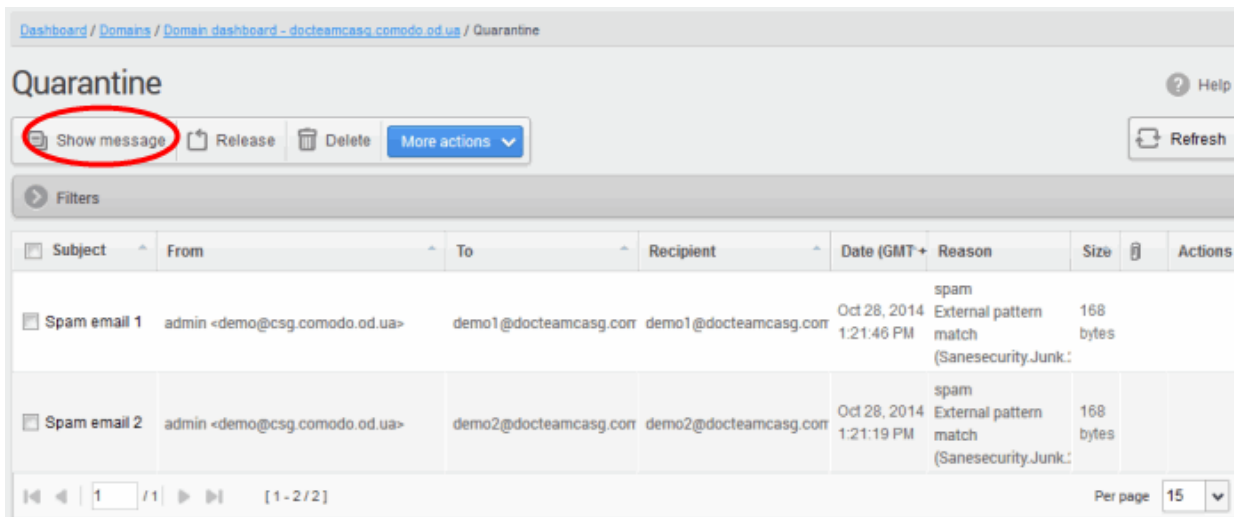 Dashboard / Domains / Domain dashboard - docteamcasg.comodo.od.ua / Quarantine
Quarantine
Help
Show message Release Delete More actions
Refresh
Filters
Subject From To Recipient Date (GMT + Reason Size Actions
Spam email 1 admin <demo@csg.comodo.od.ua> demo1@docteamcasg.com demo1@docteamcasg.com Oct 28, 2014 1:21:46 PM spam External pattern match (Sanesecurity.Junk. 168 bytes
Spam email 2 admin <demo@csg.comodo.od.ua> demo2@docteamcasg.com demo2@docteamcasg.com Oct 28, 2014 1:21:19 PM spam External pattern match (Sanesecurity.Junk. 168 bytes
1 / 1 [1 - 2 / 2] Per page 15